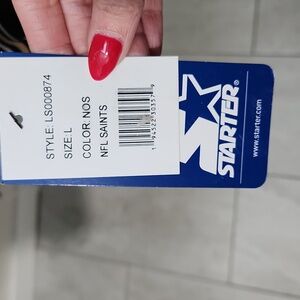 STYLE: LS000874
SIZE: L
COLOR: NOS
NFL SAINTS
STARTER®
www.starter.com